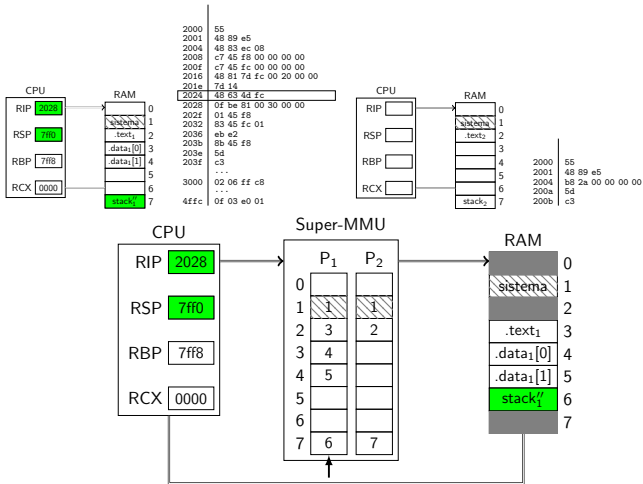 2000 55
2001 48 89 e5
2004 48 83 ec 08
2008 c7 45 f8 00 00 00 00
200f c7 45 fc 00 00 00 00
2016 48 81 7d fc 00 20 00 00
201e 7d 14
2024 48 63 4d fc
2028 0f be 81 00 30 00 00
202f 01 45 f8
2032 83 45 fc 01
2036 eb e2
203b 8b 45 f8
203e 5d
203f c3
...
3000 02 06 ff c8
...
4ffc 0f 03 e0 01
CPU
RIP 2028
RSP 7ff0
RBP 7ff8
RCX 0000
RAM
0
sistema 1
.text₁ 2
.data₁[0] 3
.data₁[1] 4
5
6
stack₁″ 7
CPU
RIP
RSP
RBP
RCX
RAM
0
sistema 1
.text₂ 2
3
4
5
6
stack₂ 7
2000 55
2001 48 89 e5
2004 b8 2a 00 00 00 00
200a 5d
200b c3
CPU
RIP 2028
RSP 7ff0
RBP 7ff8
RCX 0000
Super-MMU
P₁ P₂
0
1 1 1
2 3 2
3 4
4 5
5
6
7 6 7
RAM
0
sistema 1
2
.text₁ 3
.data₁[0] 4
.data₁[1] 5
stack₁″ 6
7